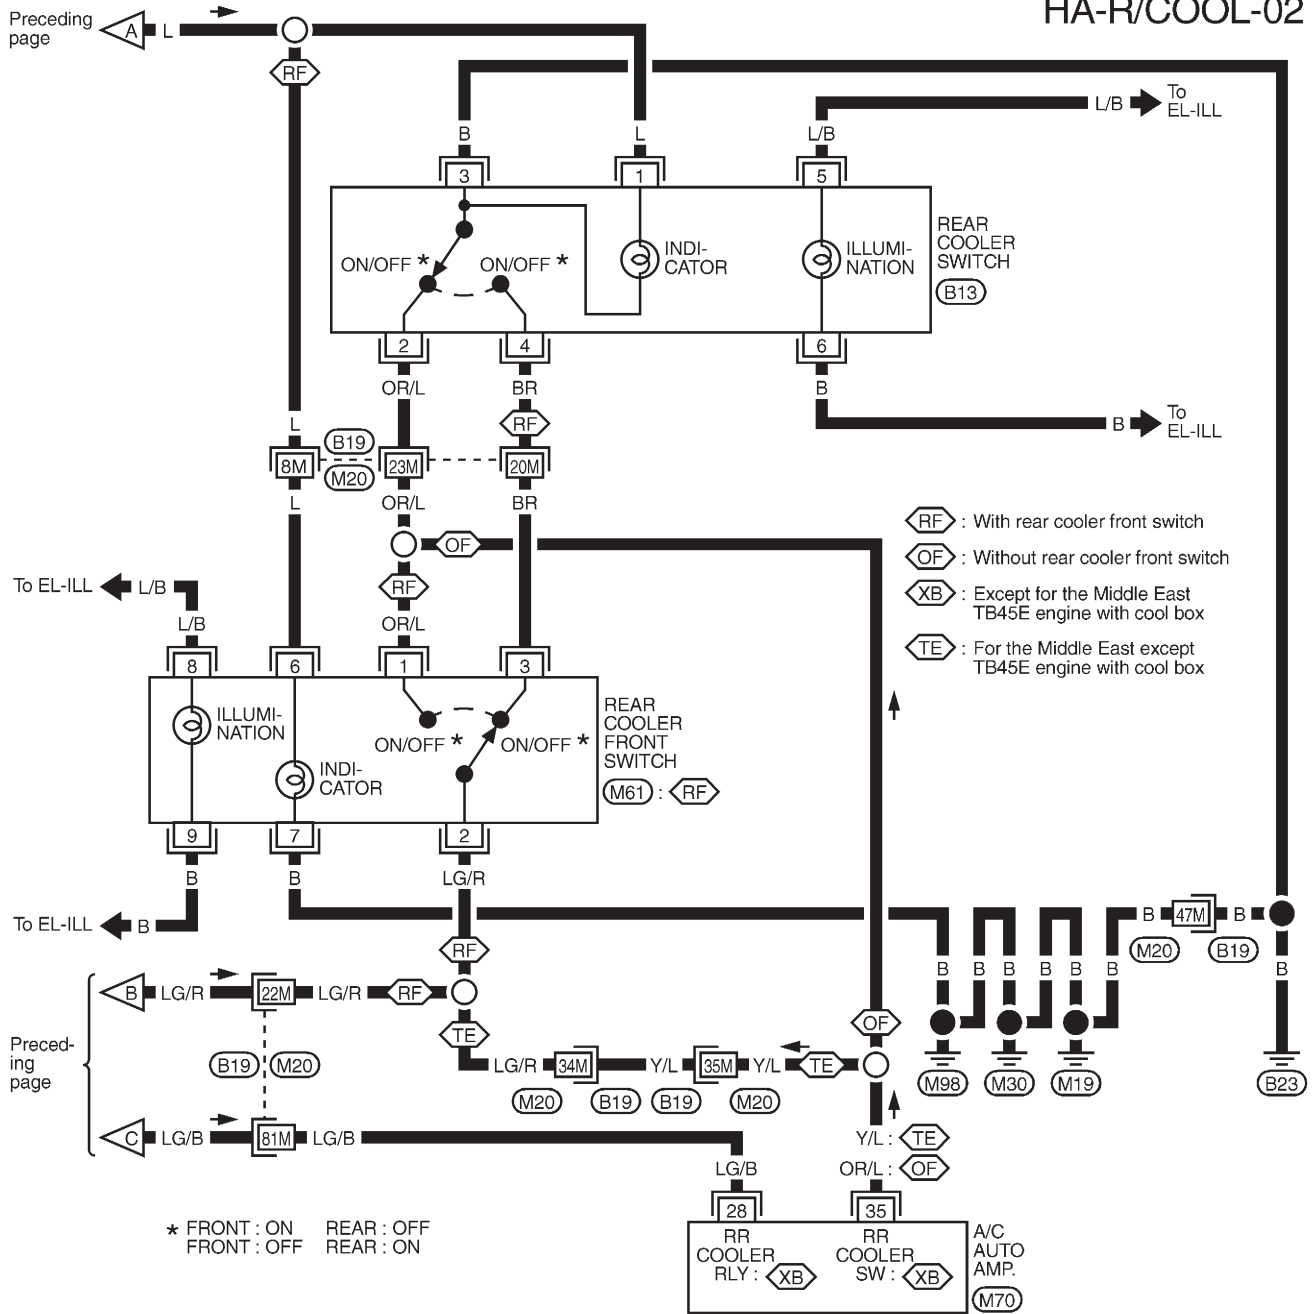 HA-R/COOL-02
Preceding
page
A
L
RF
B
L
L/B
L/B
To
EL-ILL
3
1
5
ON/OFF *
ON/OFF *
INDI-
CATOR
ILLUMI-
NATION
REAR
COOLER
SWITCH
B13
2
4
6
OR/L
BR
B
RF
B
To
EL-ILL
L
B19
8M
23M
20M
M20
L
OR/L
BR
OF
RF
OR/L
RF : With rear cooler front switch
OF : Without rear cooler front switch
XB : Except for the Middle East
TB45E engine with cool box
TE : For the Middle East except
TB45E engine with cool box
To EL-ILL
L/B
L/B
8
6
1
3
ILLUMI-
NATION
INDI-
CATOR
ON/OFF *
ON/OFF *
REAR
COOLER
FRONT
SWITCH
M61 : RF
9
7
2
B
B
LG/R
To EL-ILL
B
RF
B
47M
B
M20
B19
B
B
B
B
B
B
B
LG/R
22M
LG/R
RF
TE
OF
Preced-
ing
page
B19
M20
LG/R
34M
Y/L
35M
Y/L
TE
M20
B19
B19
M20
M98
M30
M19
B23
C
LG/B
81M
LG/B
Y/L : TE
LG/B
OR/L : OF
28
35
* FRONT : ON REAR : OFF
FRONT : OFF REAR : ON
RR
COOLER
RLY : XB
RR
COOLER
SW : XB
A/C
AUTO
AMP.
M70